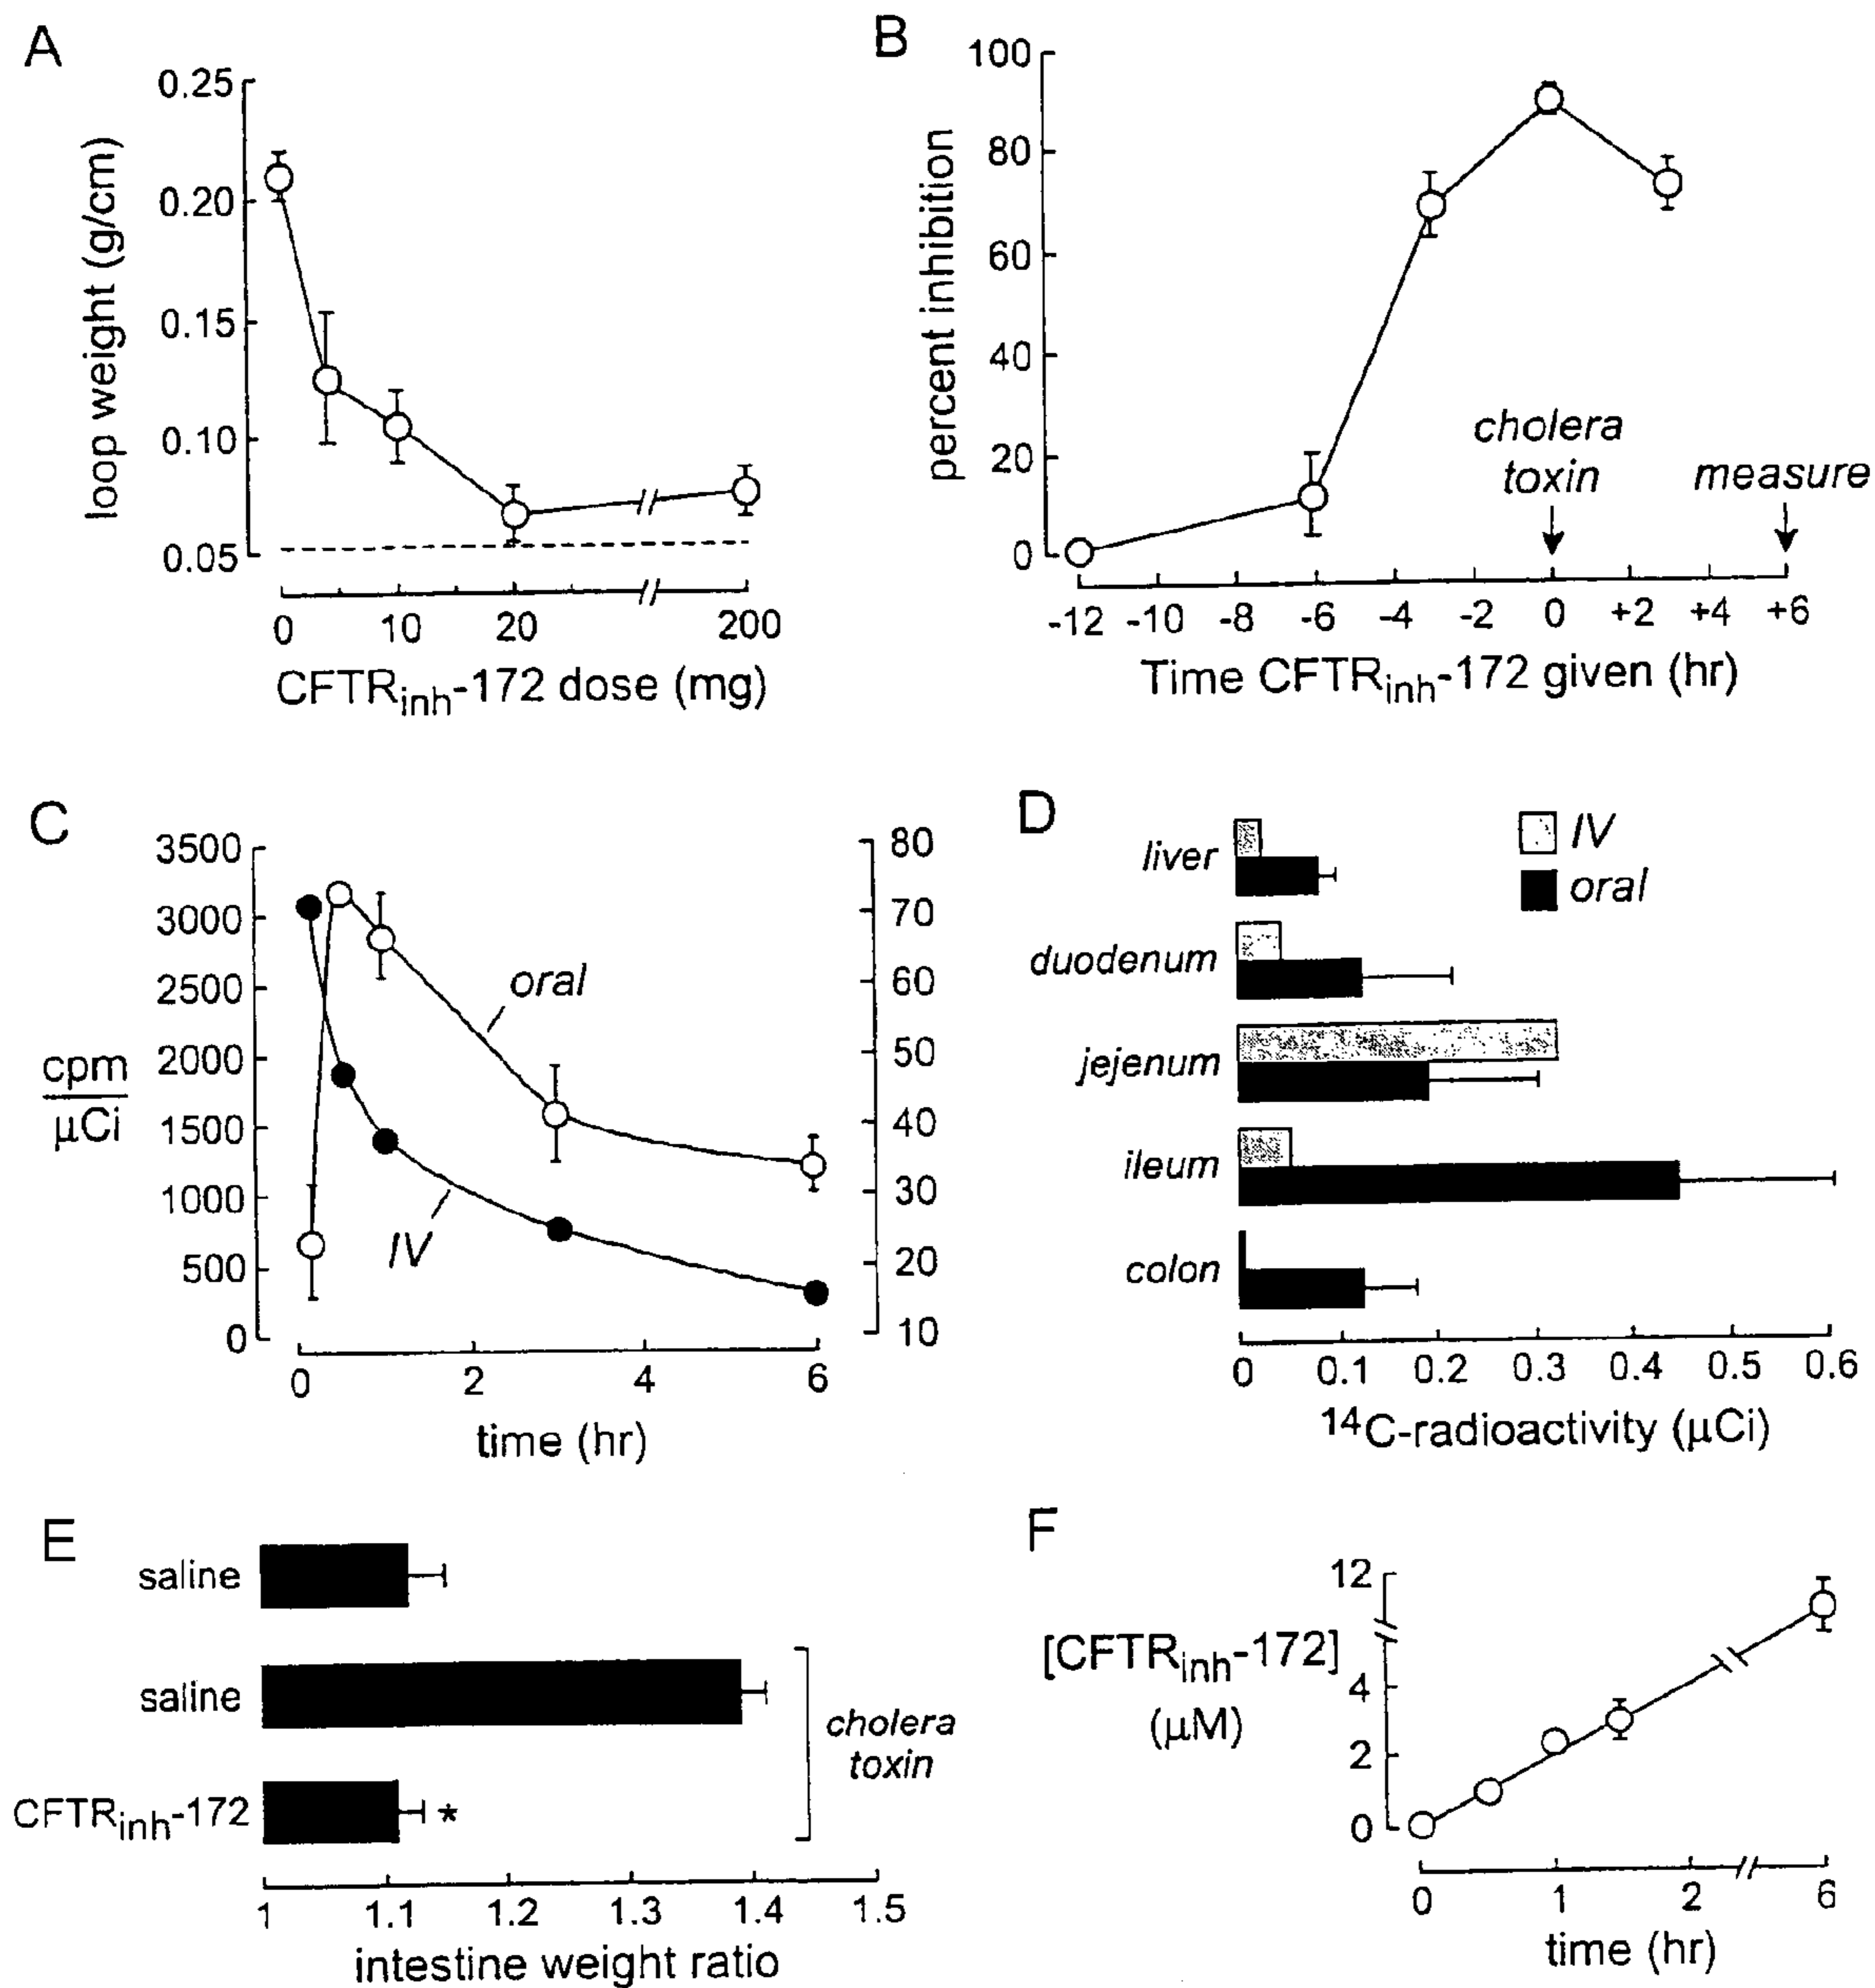 A
0.25
0.20
0.15
0.10
0.05
loop weight (g/cm)
0 10 20 200
CFTRinh-172 dose (mg)
B
100
80
60
40
20
0
percent inhibition
cholera
toxin
measure
-12 -10 -8 -6 -4 -2 0 +2 +4 +6
Time CFTRinh-172 given (hr)
C
3500
3000
2500
2000
1500
1000
500
0
cpm
μCi
oral
IV
80
70
60
50
40
30
20
10
0 2 4 6
time (hr)
D
IV
oral
liver
duodenum
jejenum
ileum
colon
0 0.1 0.2 0.3 0.4 0.5 0.6
14C-radioactivity (μCi)
E
saline
saline
CFTRinh-172
*
cholera
toxin
1 1.1 1.2 1.3 1.4 1.5
intestine weight ratio
F
12
4
2
0
[CFTRinh-172]
(μM)
0 1 2 6
time (hr)